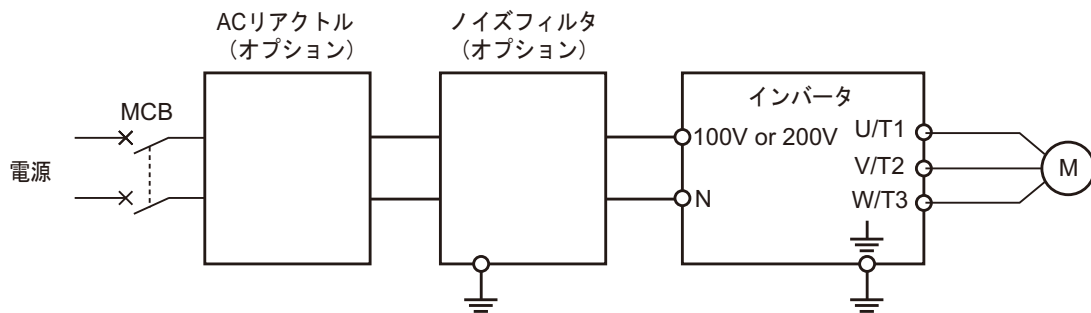 ACリアクトル
（オプション）
ノイズフィルタ
（オプション）
インバータ
MCB
電源
100V or 200V
N
U/T1
V/T2
W/T3
M